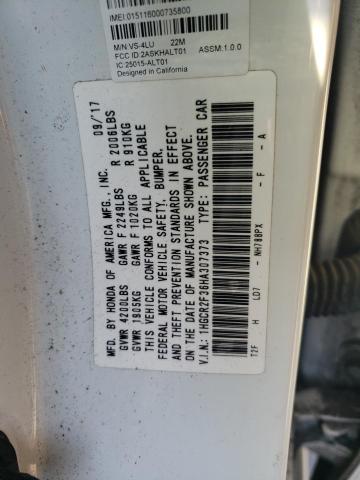 IMEI:015116000735800
M/N VS-4LU 22M
FCC ID:2ASKHALT01 ASSM:1.0.0
IC:25015-ALT01
Designed in California
MFD. BY HONDA OF AMERICA MFG., INC. 09/'17
GVWR 4200LBS GAWR F 2249LBS R 2006LBS
GVWR 1905KG GAWR F 1020KG R 910KG
THIS VEHICLE CONFORMS TO ALL APPLICABLE
FEDERAL MOTOR VEHICLE SAFETY, BUMPER,
AND THEFT PREVENTION STANDARDS IN EFFECT
ON THE DATE OF MANUFACTURE SHOWN ABOVE.
V.I.N.: 1HGCR2F38HA307373 TYPE: PASSENGER CAR
T2F H LD7 - NH788PX - F - A